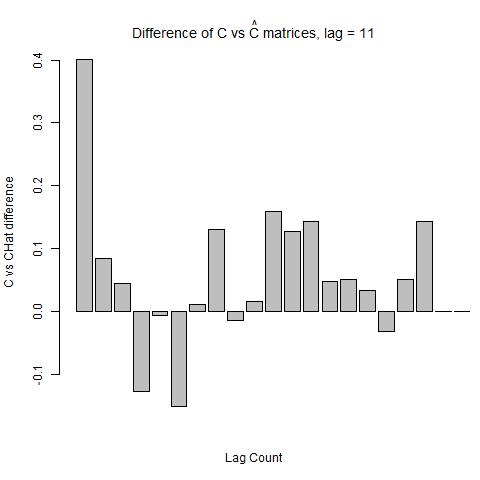 Difference of C vs Ĉ matrices, lag = 11
C vs CHat difference
0.4
0.3
0.2
0.1
0.0
-0.1
Lag Count